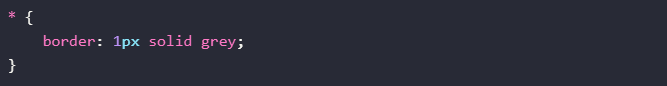 * {
    border: 1px solid grey;
}